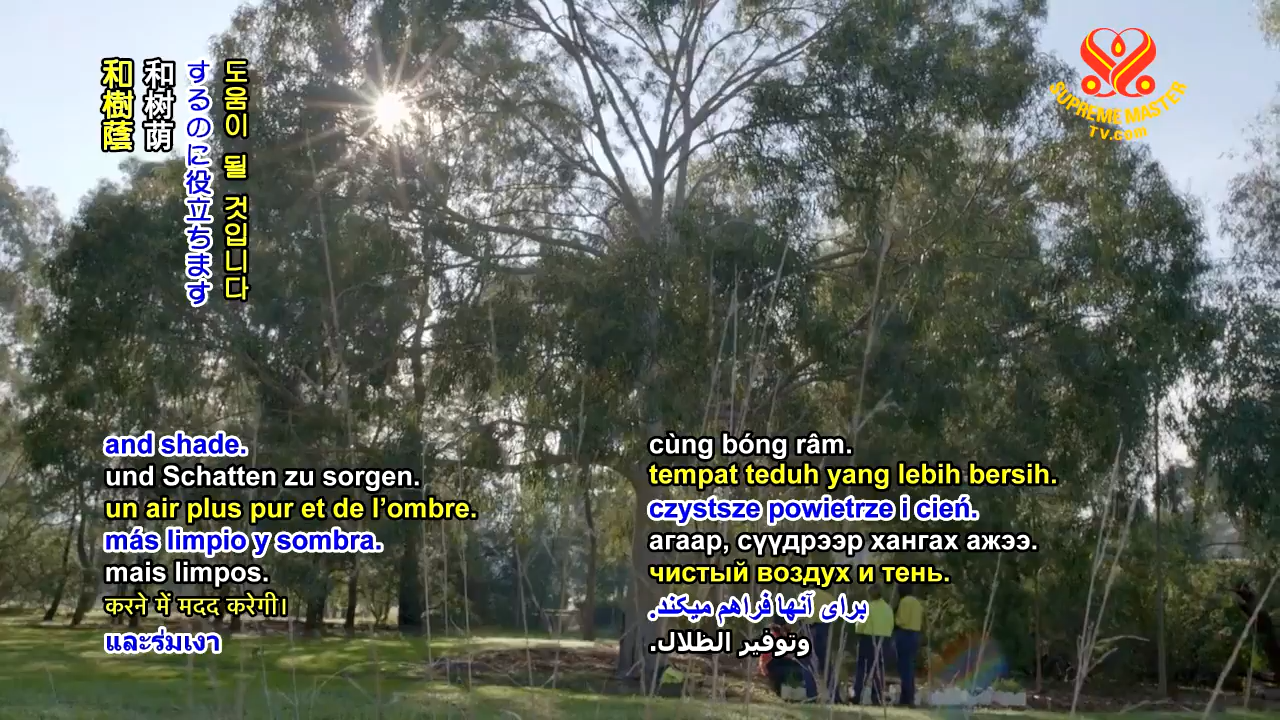 和樹蔭
和树荫
するのに役立ちます
도움이 될 것입니다
SUPREME MASTER
TV.com
and shade.
und Schatten zu sorgen.
un air plus pur et de l’ombre.
más limpio y sombra.
mais limpos.
करने में मदद करेगी।
และร่มเงา
cùng bóng râm.
tempat teduh yang lebih bersih.
czystsze powietrze i cień.
агаар, сүүдрээр хангах ажээ.
чистый воздух и тень.
برای آنها فراهم میکند.
وتوفير الظلال.